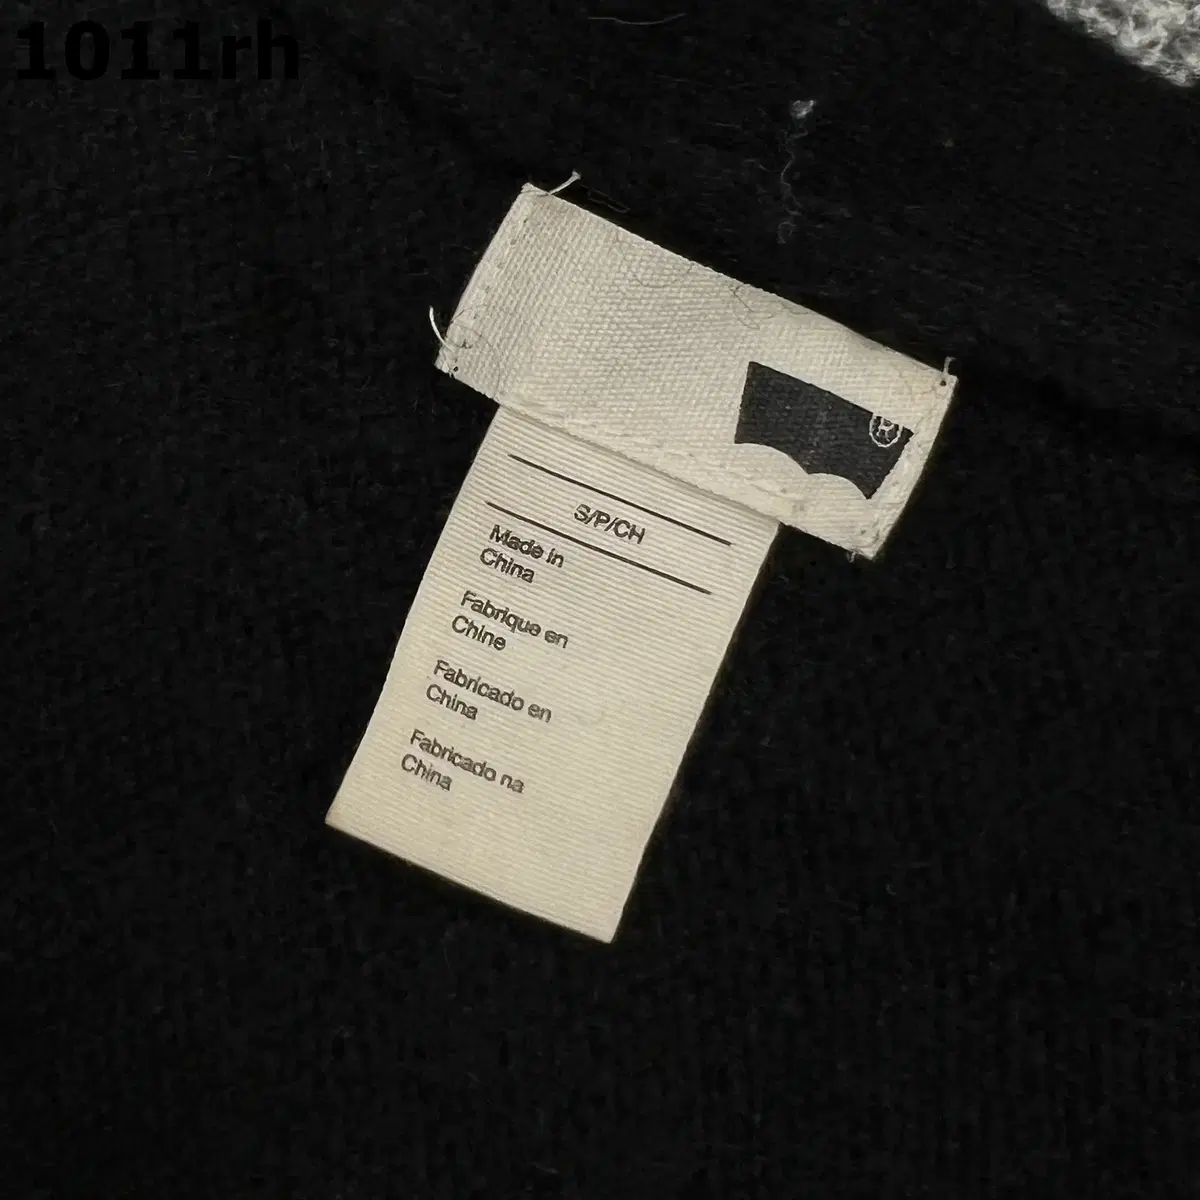 1011rh
®
S/P/CH
Made in
China
Fabrique en
Chine
Fabricado en
China
Fabricado na
China